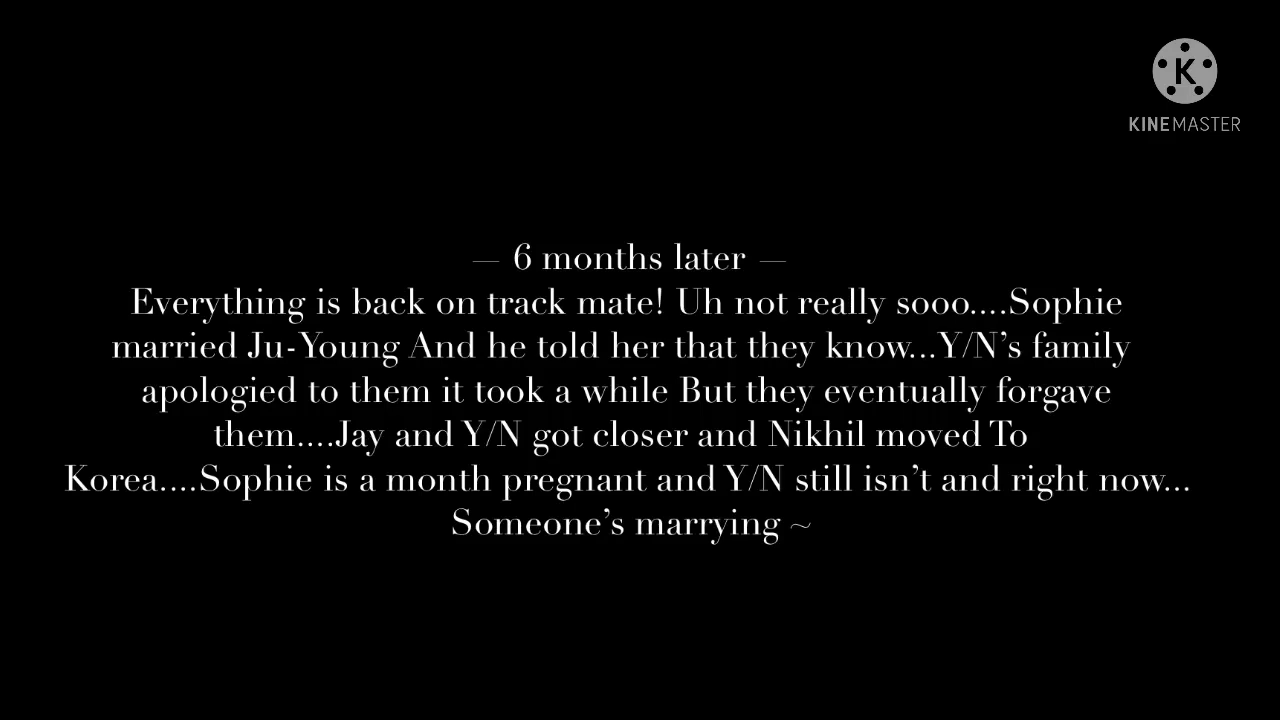 K
KINEMASTER
— 6 months later —
Everything is back on track mate! Uh not really sooo....Sophie
married Ju-Young And he told her that they know...Y/N’s family
apologied to them it took a while But they eventually forgave
them....Jay and Y/N got closer and Nikhil moved To
Korea....Sophie is a month pregnant and Y/N still isn’t and right now...
Someone’s marrying ~